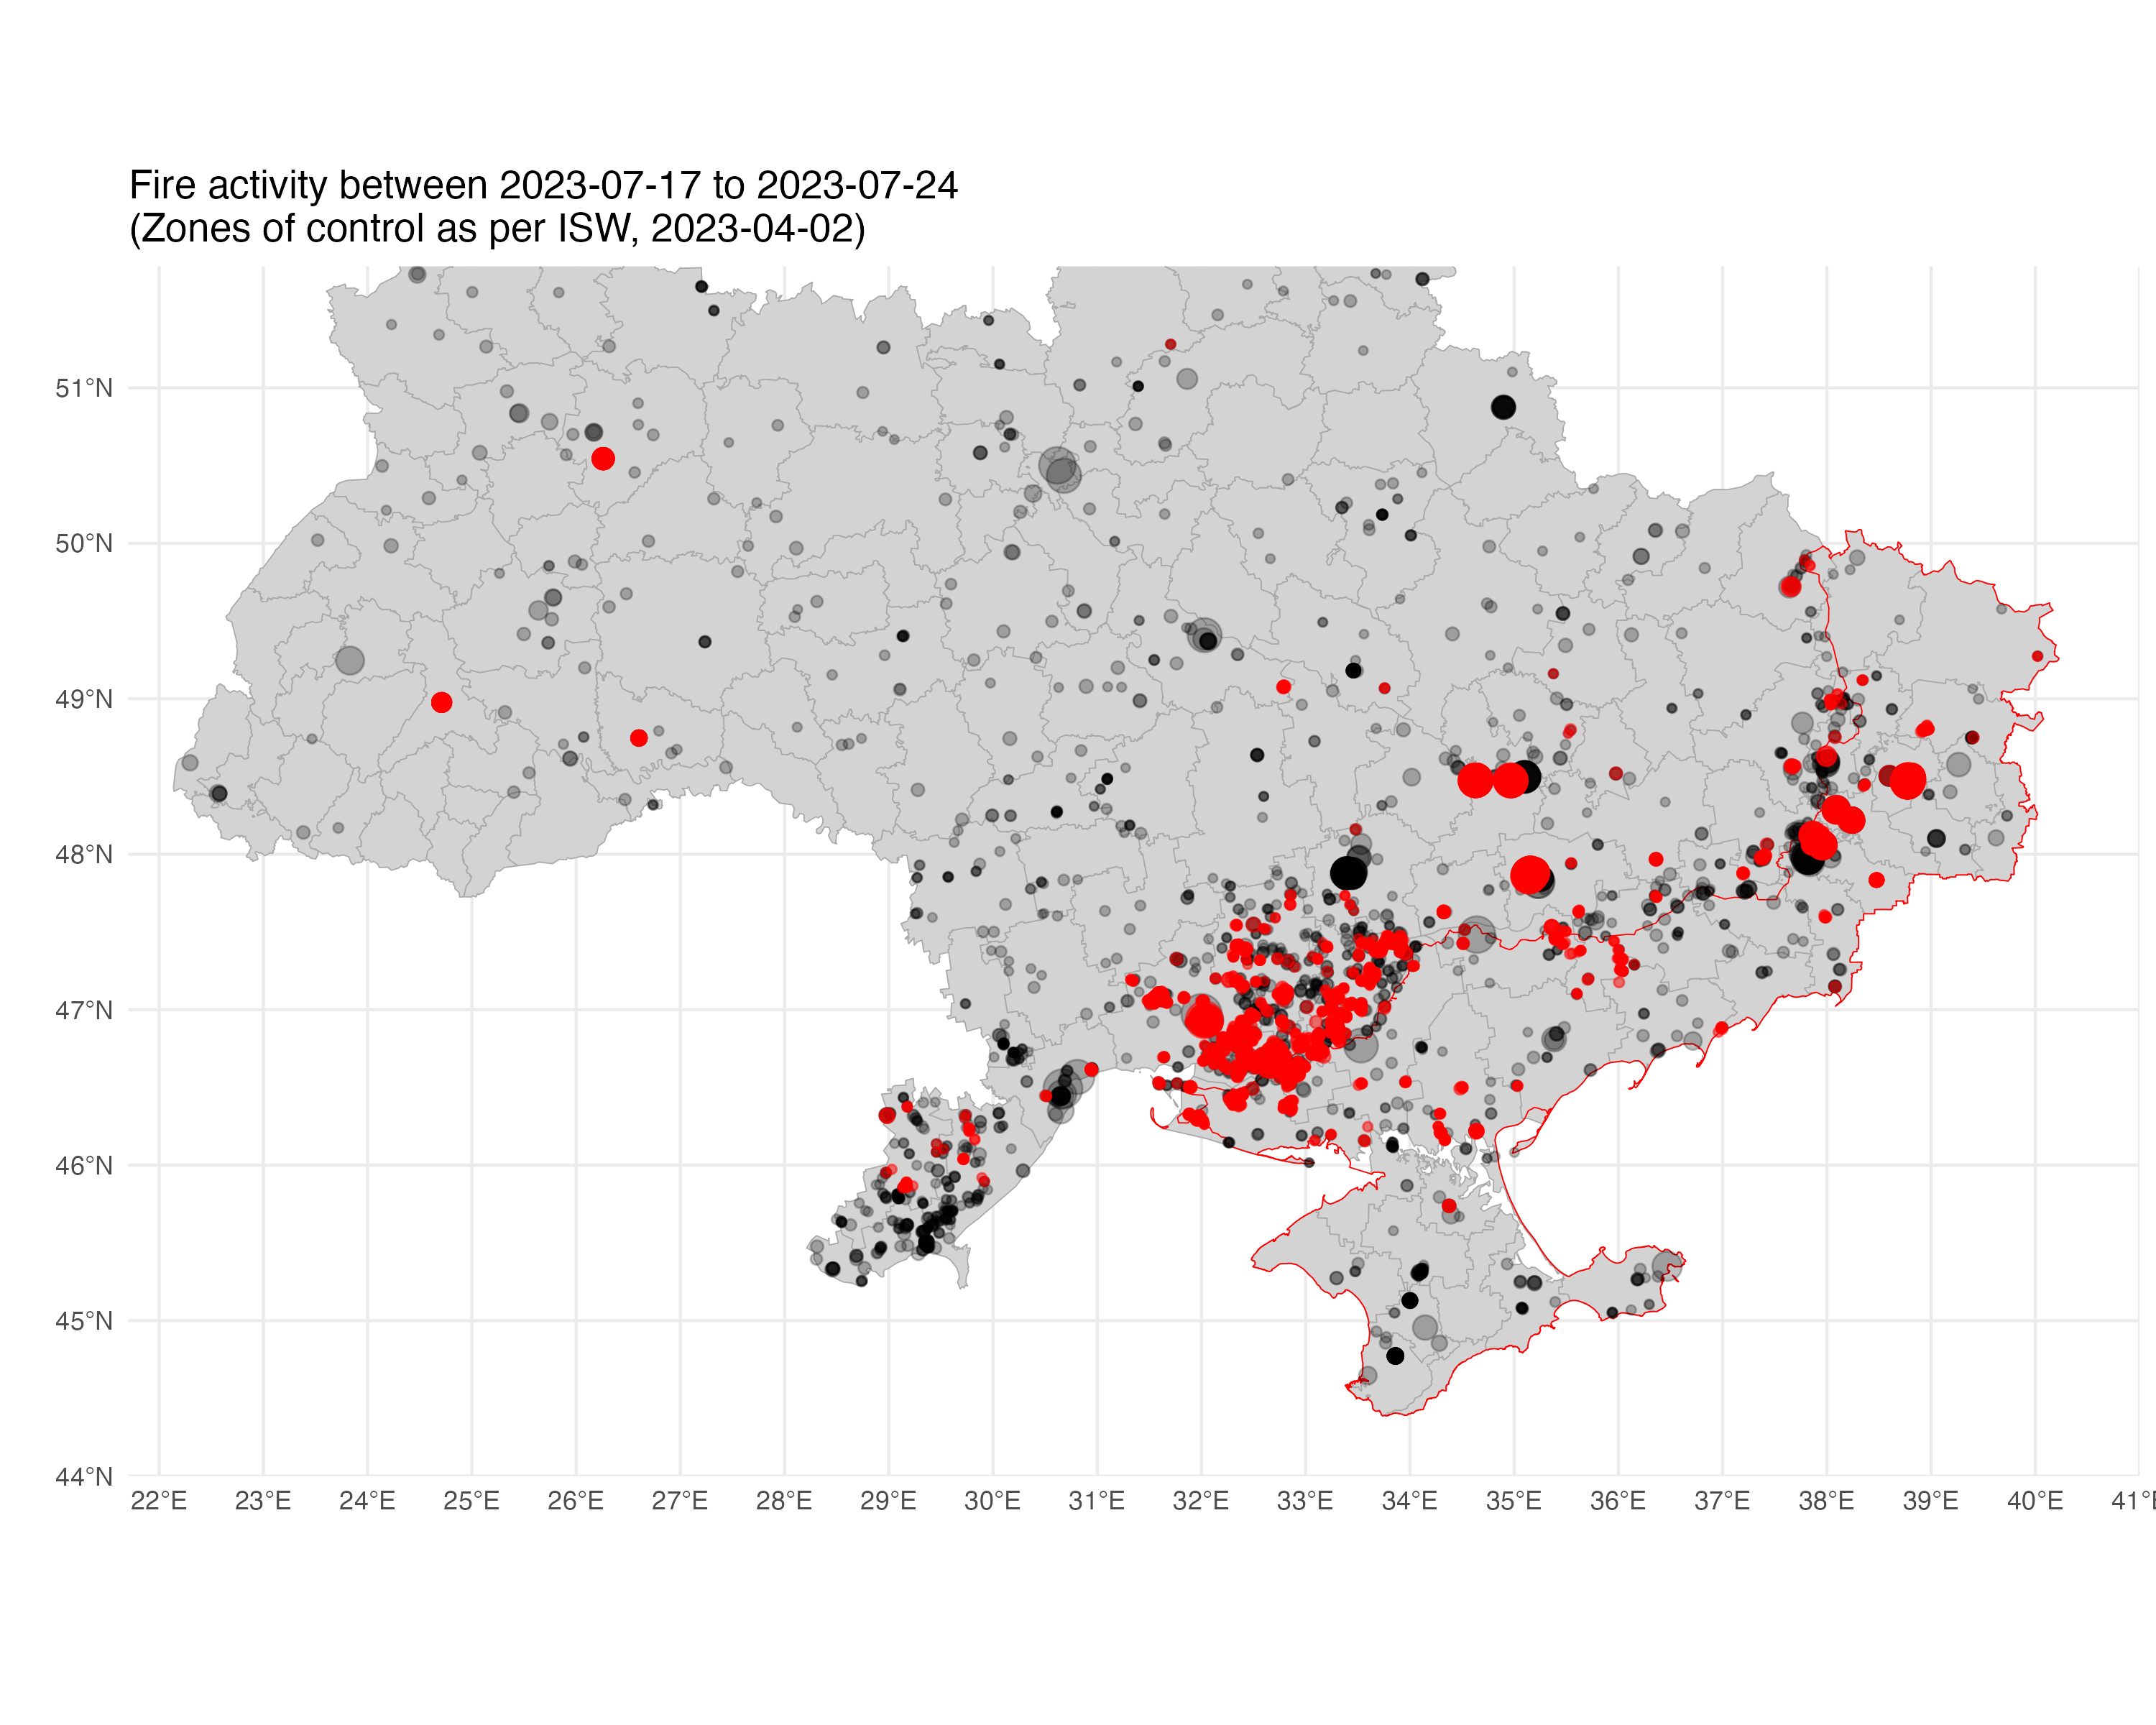 Fire activity between 2023-07-17 to 2023-07-24
(Zones of control as per ISW, 2023-04-02)
51°N
50°N
49°N
48°N
47°N
46°N
45°N
44°N
22°E 23°E 24°E 25°E 26°E 27°E 28°E 29°E 30°E 31°E 32°E 33°E 34°E 35°E 36°E 37°E 38°E 39°E 40°E 41°E